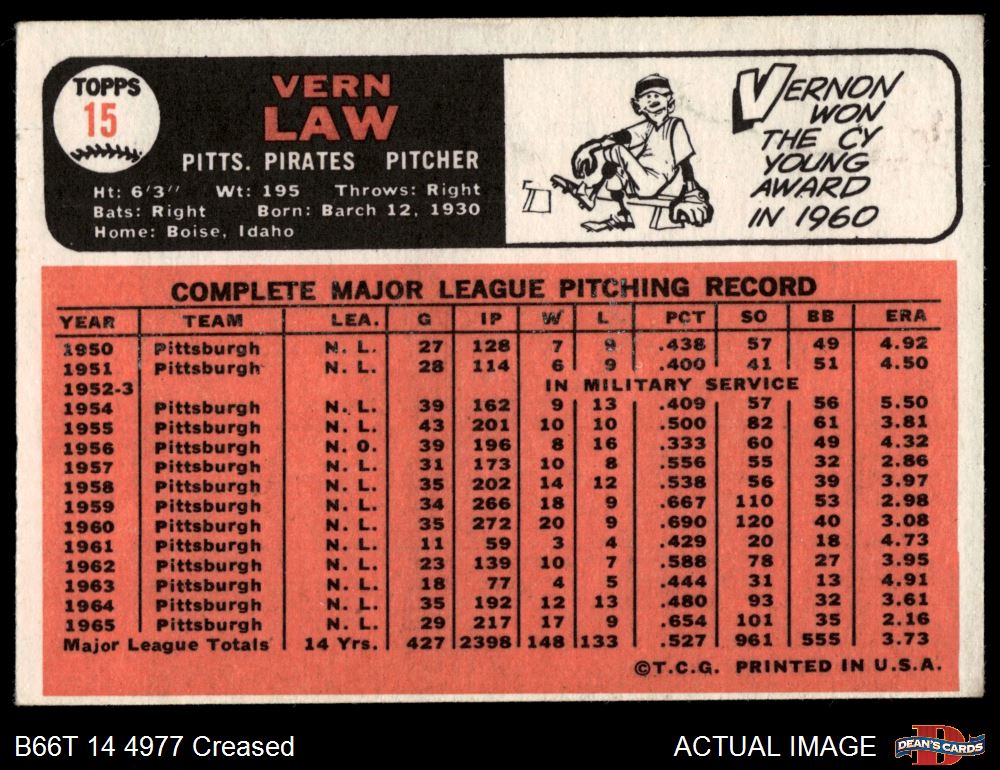 TOPPS
15
VERN
LAW
PITTS. PIRATES PITCHER
Ht: 6'3" Wt: 195 Throws: Right
Bats: Right Born: Barch 12, 1930
Home: Boise, Idaho
VERNON
WON
THE CY
YOUNG
AWARD
IN 1960
COMPLETE MAJOR LEAGUE PITCHING RECORD
YEAR TEAM LEA. G IP W L PCT SO BB ERA
1950 Pittsburgh N. L. 27 128 7 9 .438 57 49 4.92
1951 Pittsburgh N. L. 28 114 6 9 .400 41 51 4.50
1952-3 IN MILITARY SERVICE
1954 Pittsburgh N. L. 39 162 9 13 .409 57 56 5.50
1955 Pittsburgh N. L. 43 201 10 10 .500 82 61 3.81
1956 Pittsburgh N. O. 39 196 8 16 .333 60 49 4.32
1957 Pittsburgh N. L. 31 173 10 8 .556 55 32 2.86
1958 Pittsburgh N. L. 35 202 14 12 .538 56 39 3.97
1959 Pittsburgh N. L. 34 266 18 9 .667 110 53 2.98
1960 Pittsburgh N. L. 35 272 20 9 .690 120 40 3.08
1961 Pittsburgh N. L. 11 59 3 4 .429 20 18 4.73
1962 Pittsburgh N. L. 23 139 10 7 .588 78 27 3.95
1963 Pittsburgh N. L. 18 77 4 5 .444 31 13 4.91
1964 Pittsburgh N. L. 35 192 12 13 .480 93 32 3.61
1965 Pittsburgh N. L. 29 217 17 9 .654 101 35 2.16
Major League Totals 14 Yrs. 427 2398 148 133 .527 961 555 3.73
©T.C.G. PRINTED IN U.S.A.
B66T 14 4977 Creased
ACTUAL IMAGE
DEAN'S CARDS